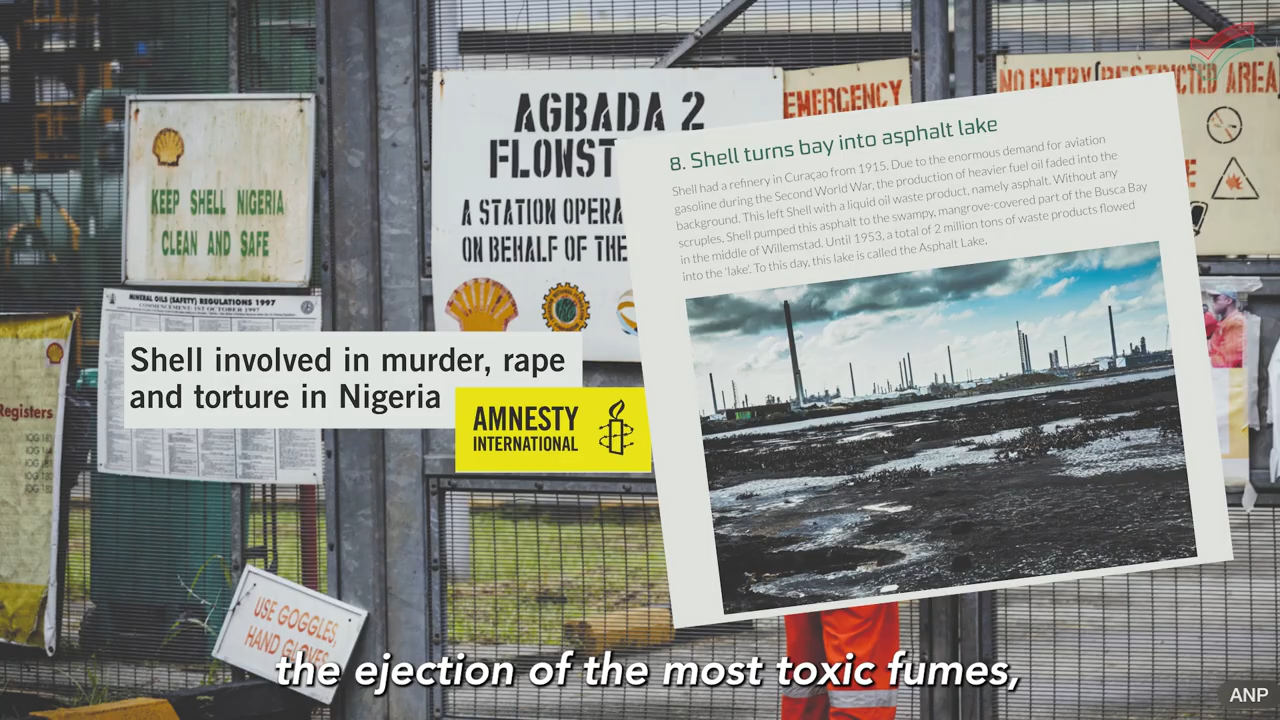 KEEP SHELL NIGERIA
CLEAN AND SAFE
MINERAL OILS (SAFETY) REGULATIONS 1997
COMMENCEMENT: 1ST OCTOBER 1997
Registers
AGBADA 2
FLOWST
A STATION OPERA
ON BEHALF OF THE
EMERGENCY
NO ENTRY (RESTRICTED AREA
Shell involved in murder, rape
and torture in Nigeria
AMNESTY
INTERNATIONAL
8. Shell turns bay into asphalt lake
Shell had a refinery in Curaçao from 1915. Due to the enormous demand for aviation
gasoline during the Second World War, the production of heavier fuel oil faded into the
background. This left Shell with a liquid oil waste product, namely asphalt. Without any
scruples, Shell pumped this asphalt to the swampy, mangrove-covered part of the Busca Bay
in the middle of Willemstad. Until 1953, a total of 2 million tons of waste products flowed
into the 'lake'. To this day, this lake is called the Asphalt Lake.
USE GOGGLES,
HAND GLOVES
the ejection of the most toxic fumes,
ANP